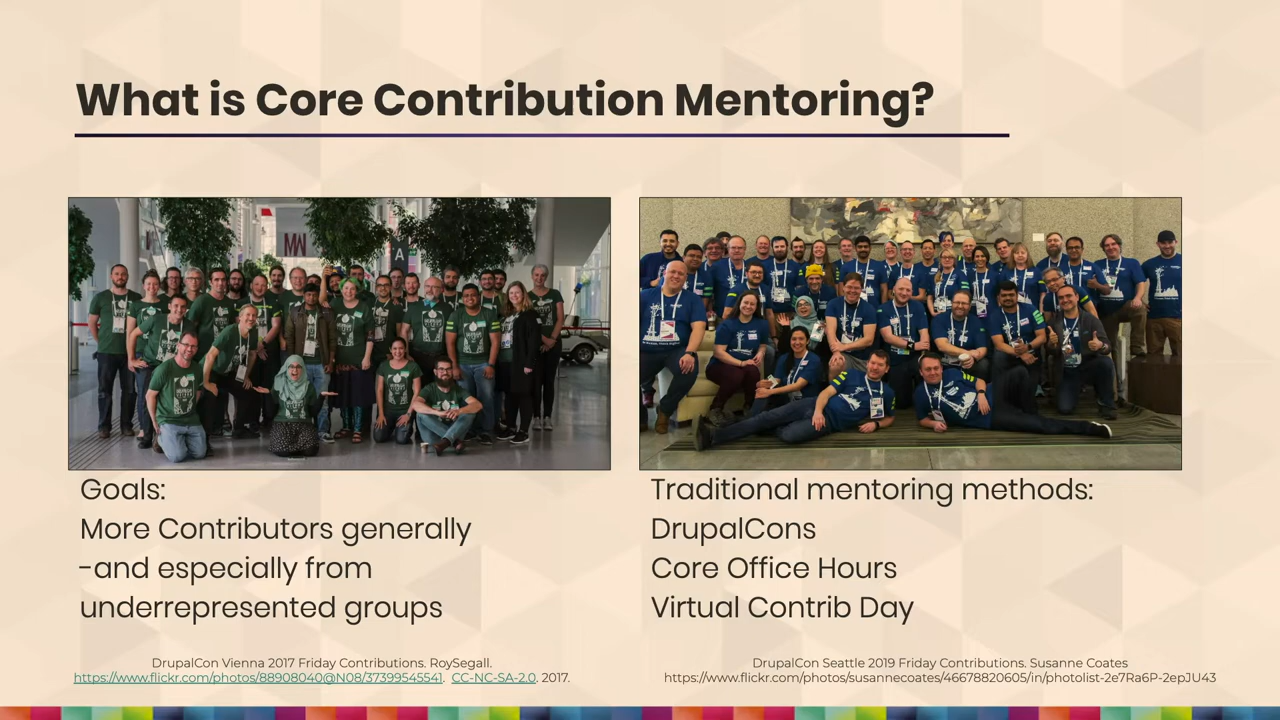 What is Core Contribution Mentoring?
Goals:
More Contributors generally
-and especially from
underrepresented groups
DrupalCon Vienna 2017 Friday Contributions. RoySegall.
https://www.flickr.com/photos/88908040@N08/37399545541. CC-NC-SA-2.0. 2017.
Traditional mentoring methods:
DrupalCons
Core Office Hours
Virtual Contrib Day
DrupalCon Seattle 2019 Friday Contributions. Susanne Coates
https://www.flickr.com/photos/susannecoates/46678820605/in/photolist-2e7Ra6P-2epJU43